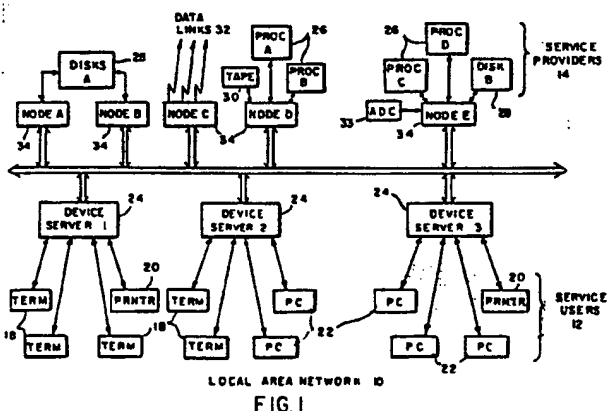 DATA
LINKS 32
26
PROC
A
28
DISKS
A
TAPE
30
PROC
B
26
PROC
D
PROC
C
DISK
B
28
ADC
33
SERVICE
PROVIDERS
14
NODE A
NODE B
NODE C
NODE D
NODE E
34
34
34
34
24
DEVICE
SERVER 1
24
DEVICE
SERVER 2
24
DEVICE
SERVER 3
20
TERM
PRNTR
TERM
PC
PC
20
PRNTR
18
TERM
18
TERM
TERM
PC
22
PC
PC
22
SERVICE
USERS
12
LOCAL AREA NETWORK 10
FIG. 1